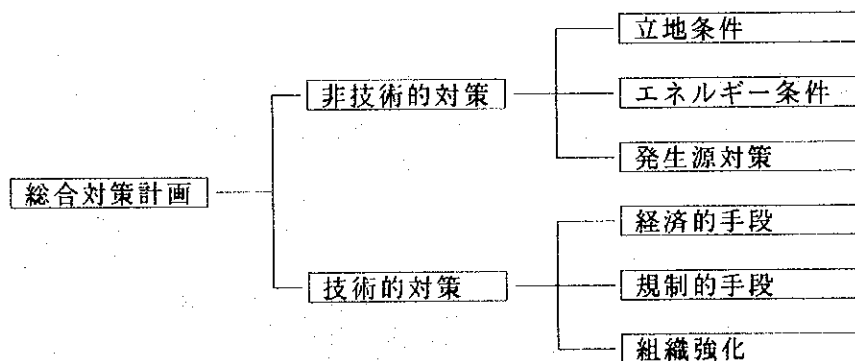 総合対策計画
非技術的対策
立地条件
エネルギー条件
発生源対策
技術的対策
経済的手段
規制的手段
組織強化